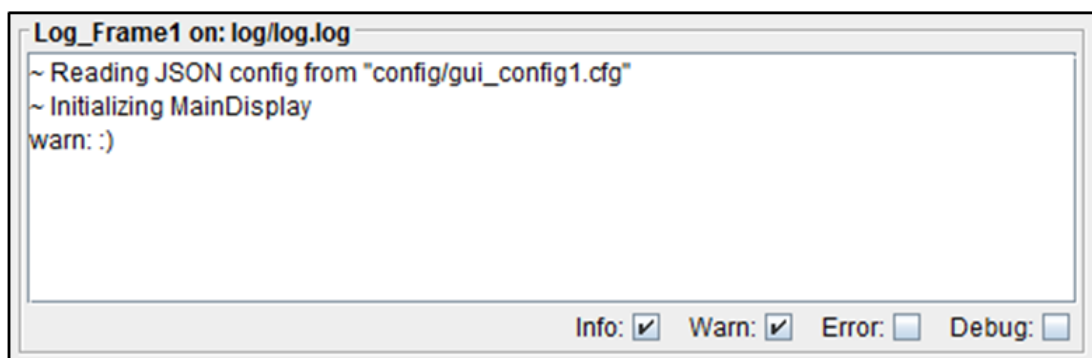 Log_Frame1 on: log/log.log
~ Reading JSON config from "config/gui_config1.cfg"
~ Initializing MainDisplay
warn: :)
Info: Warn: Error: Debug: